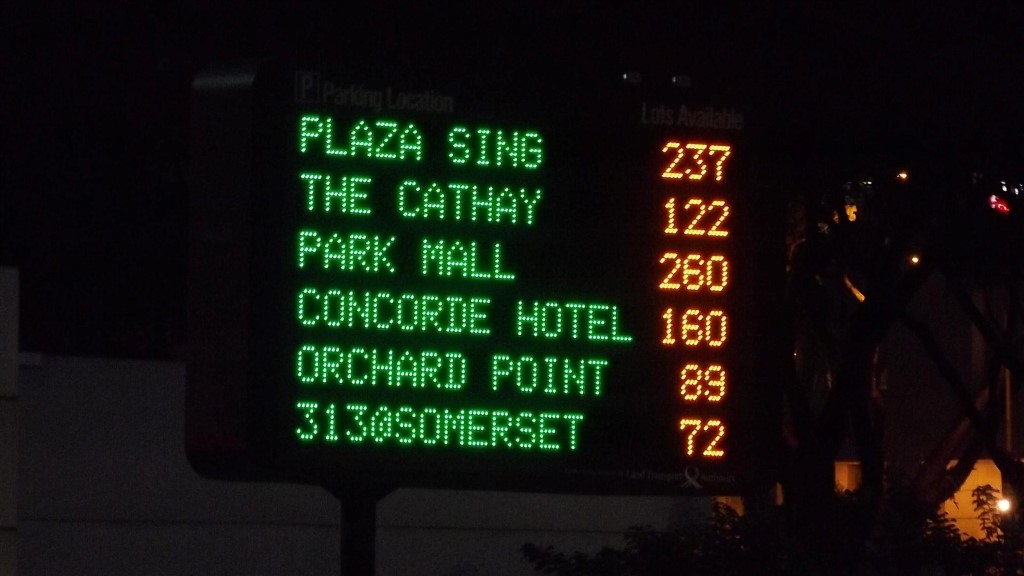 P Parking Location Lots Available
PLAZA SING 237
THE CATHAY 122
PARK MALL 260
CONCORDE HOTEL 160
ORCHARD POINT 89
313@SOMERSET 72